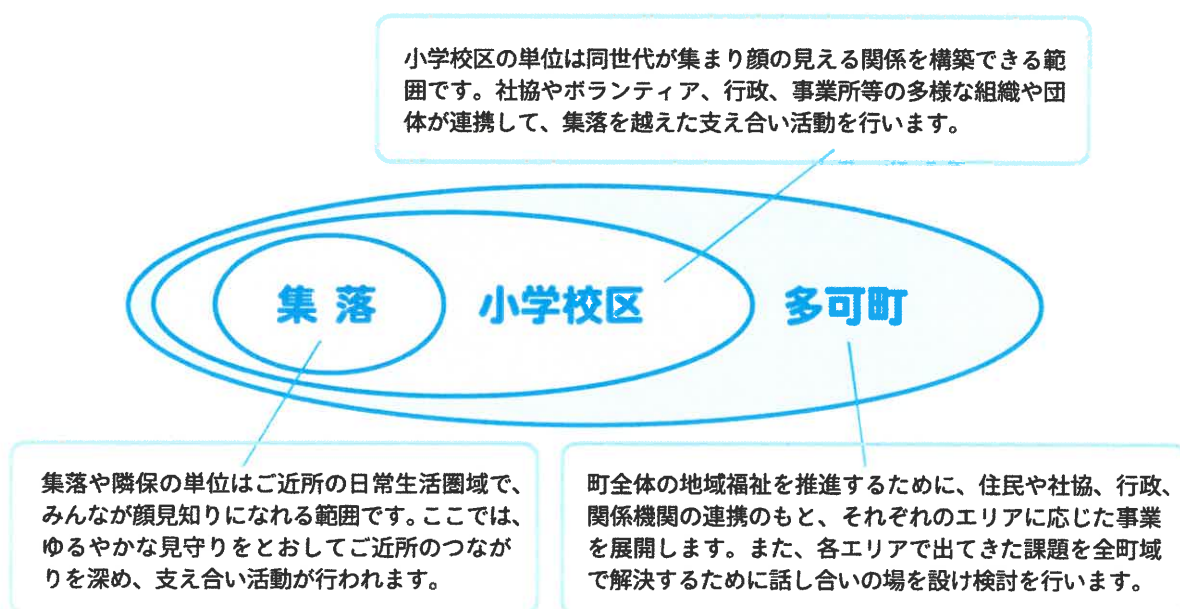 小学校区の単位は同世代が集まり顔の見える関係を構築できる範
囲です。社協やボランティア、行政、事業所等の多様な組織や団
体が連携して、集落を越えた支え合い活動を行います。
集落
小学校区
多可町
集落や隣保の単位はご近所の日常生活圏域で、
みんなが顔見知りになれる範囲です。ここでは、
ゆるやかな見守りをとおしてご近所のつなが
りを深め、支え合い活動が行われます。
町全体の地域福祉を推進するために、住民や社協、行政、
関係機関の連携のもと、それぞれのエリアに応じた事業
を展開します。また、各エリアで出てきた課題を全町域
で解決するために話し合いの場を設け検討を行います。